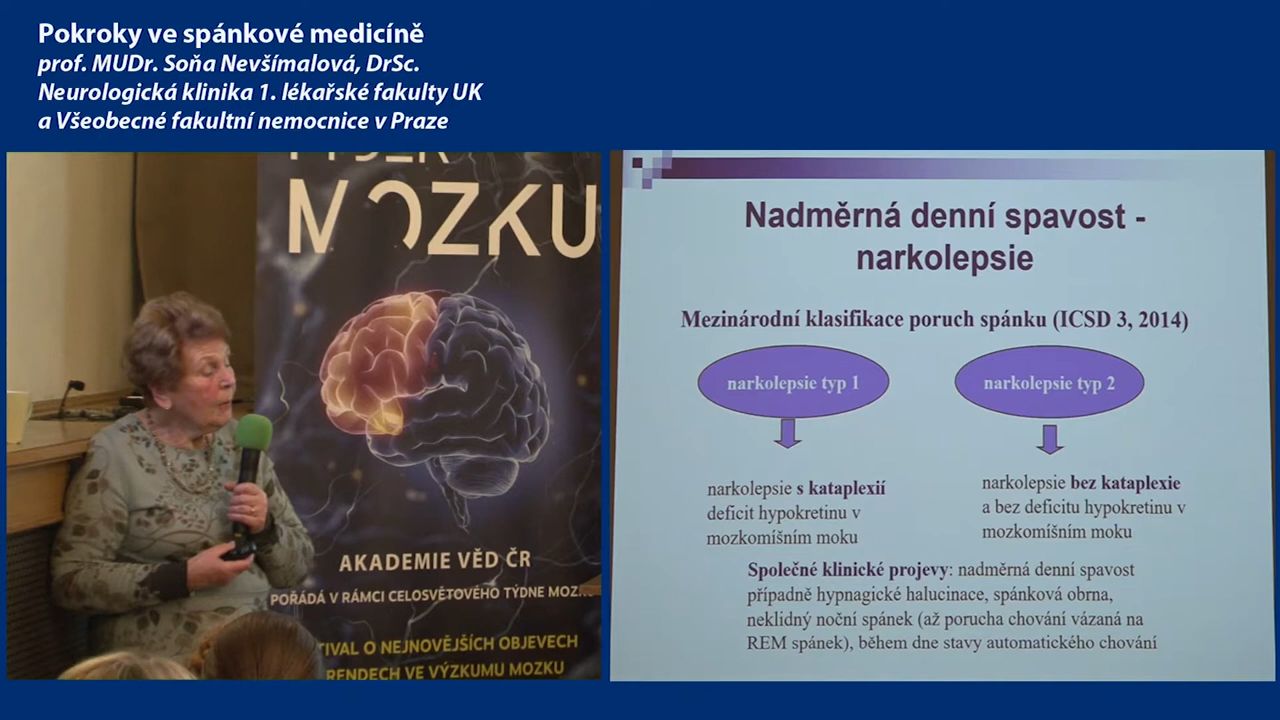 Pokroky ve spánkové medicíně
prof. MUDr. Soňa Nevšímalová, DrSc.
Neurologická klinika 1. lékařské fakulty UK
a Všeobecné fakultní nemocnice v Praze
MOZKU
AKADEMIE VĚD ČR
POŘÁDÁ V RÁMCI CELOSVĚTOVÉHO TÝDNE
O NEJNOVĚJŠÍCH OBJEVECH
VE VÝZKUMU MOZKU
Nadměrná denní spavost -
narkolepsie
Mezinárodní klasifikace poruch spánku (ICSD 3, 2014)
narkolepsie typ 1
narkolepsie typ 2
narkolepsie s kataplexií
deficit hypokretinu v
mozkomíšním moku
narkolepsie bez kataplexie
a bez deficitu hypokretinu v
mozkomíšním moku
Společné klinické projevy: nadměrná denní spavost
případně hypnagické halucinace, spánková obrna,
neklidný noční spánek (až porucha chování vázaná na
REM spánek), během dne stavy automatického chování